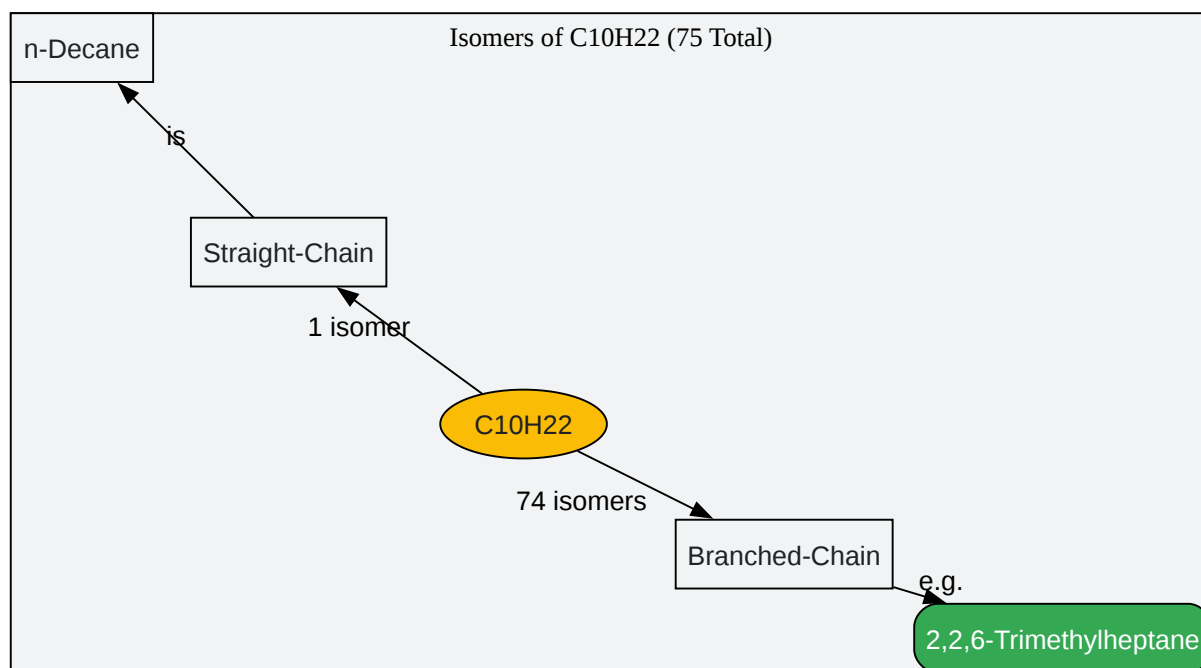 Isomers of C10H22 (75 Total)
n-Decane
is
Straight-Chain
1 isomer
C10H22
74 isomers
Branched-Chain
e.g.
2,2,6-Trimethylheptane